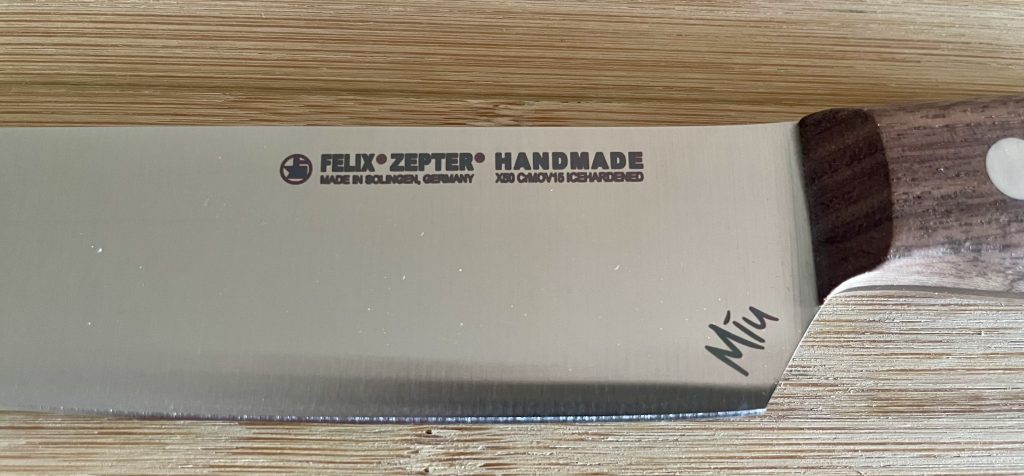 FELIX® ZEPTER® HANDMADE
MADE IN SOLINGEN, GERMANY X50 CrMOV15 ICEHARDENED
Miu